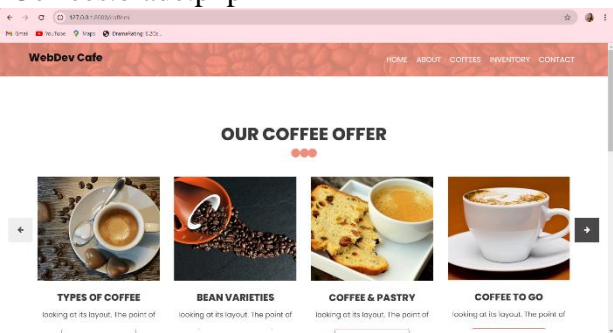 127.0.0.1:8000/coffees
Gmail YouTube Maps
WebDev Cafe
HOME ABOUT COFFEES INVENTORY CONTACT
OUR COFFEE OFFER
TYPES OF COFFEE BEAN VARIETIES COFFEE & PASTRY COFFEE TO GO
looking at its layout. The point of looking at its layout. The point of looking at its layout. The point of looking at its layout. The point of